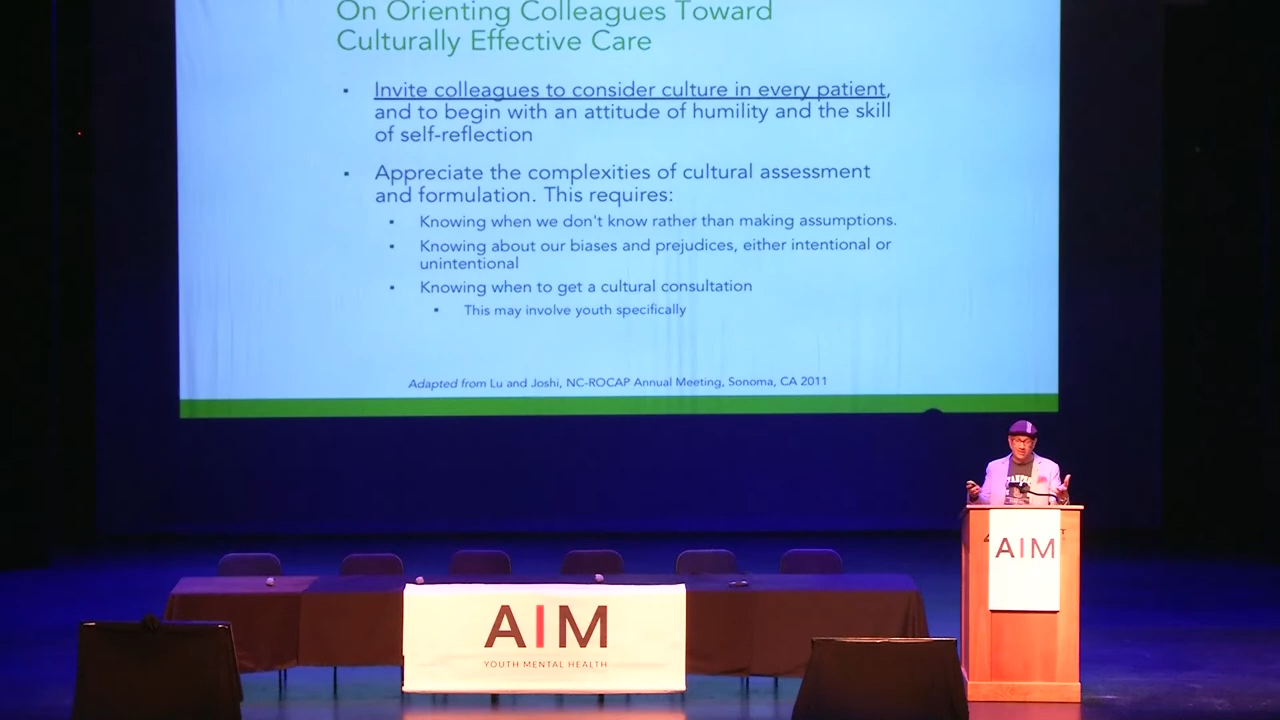 On Orienting Colleagues Toward
Culturally Effective Care
▪ Invite colleagues to consider culture in every patient,
and to begin with an attitude of humility and the skill
of self-reflection
▪ Appreciate the complexities of cultural assessment
and formulation. This requires:
▪ Knowing when we don't know rather than making assumptions.
▪ Knowing about our biases and prejudices, either intentional or
unintentional
▪ Knowing when to get a cultural consultation
▪ This may involve youth specifically
Adapted from Lu and Joshi, NC-ROCAP Annual Meeting, Sonoma, CA 2011
AIM
AIM
YOUTH MENTAL HEALTH